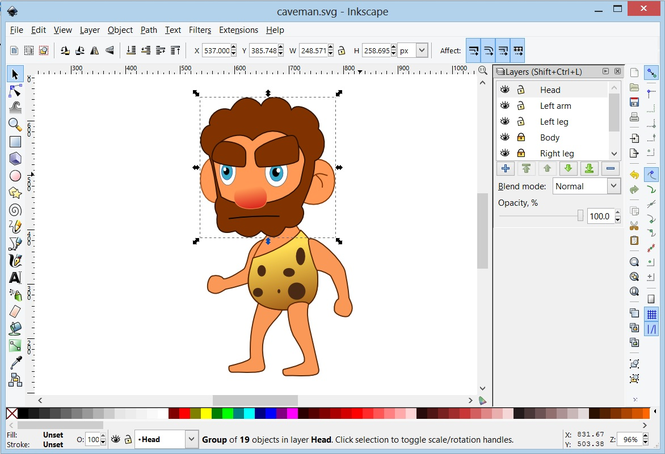 caveman.svg - Inkscape
File Edit View Layer Object Path Text Filters Extensions Help
X 537.000 Y 385.748 W 248.571 H 258.695 px Affect:
Layers (Shift+Ctrl+L)
300 400 500 600 700 800 900 1000
Head
Left arm
Left leg
Body
Right leg
Blend mode: Normal
Opacity, %
100.0
Fill: Unset
Stroke: Unset
O: 100
•Head
Group of 19 objects in layer Head. Click selection to toggle scale/rotation handles.
X: 831.67
Y: 503.38
Z: 96%